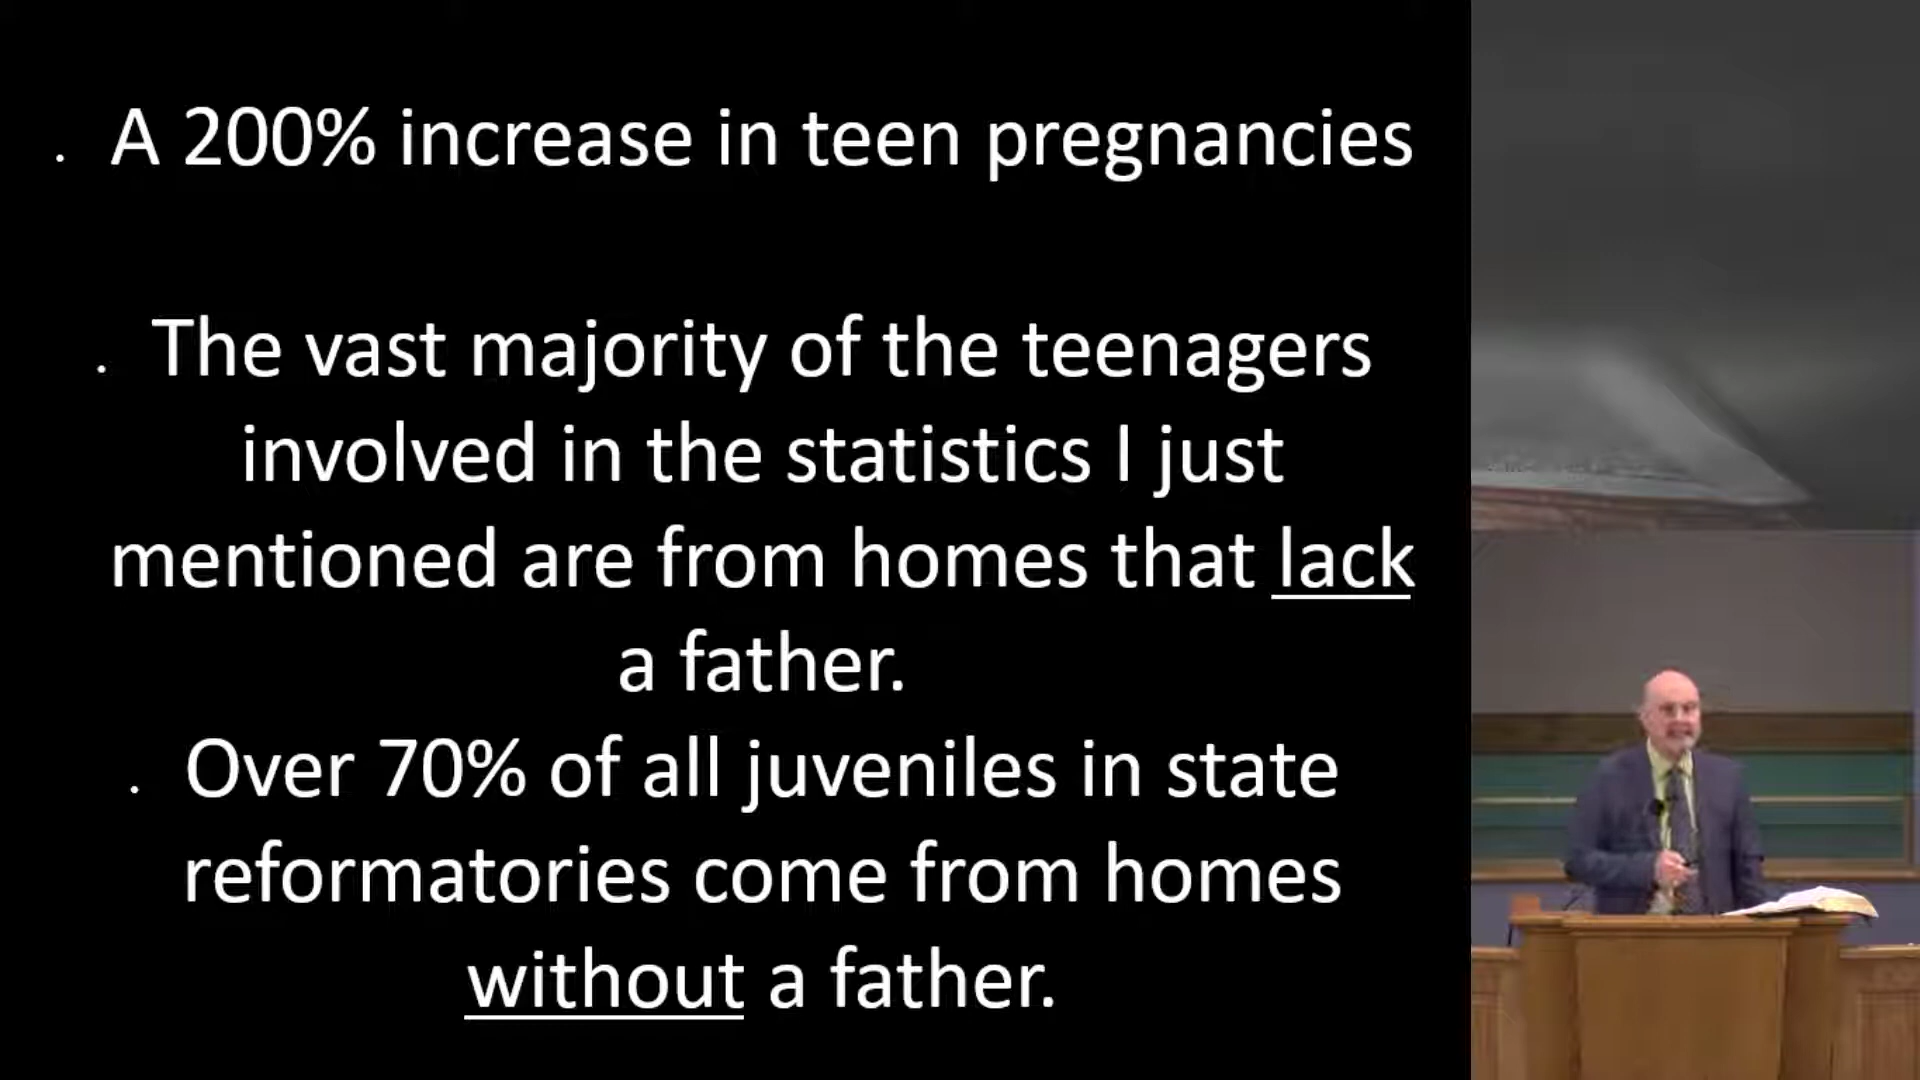 . A 200% increase in teen pregnancies
. The vast majority of the teenagers
involved in the statistics I just
mentioned are from homes that lack
a father.
. Over 70% of all juveniles in state
reformatories come from homes
without a father.